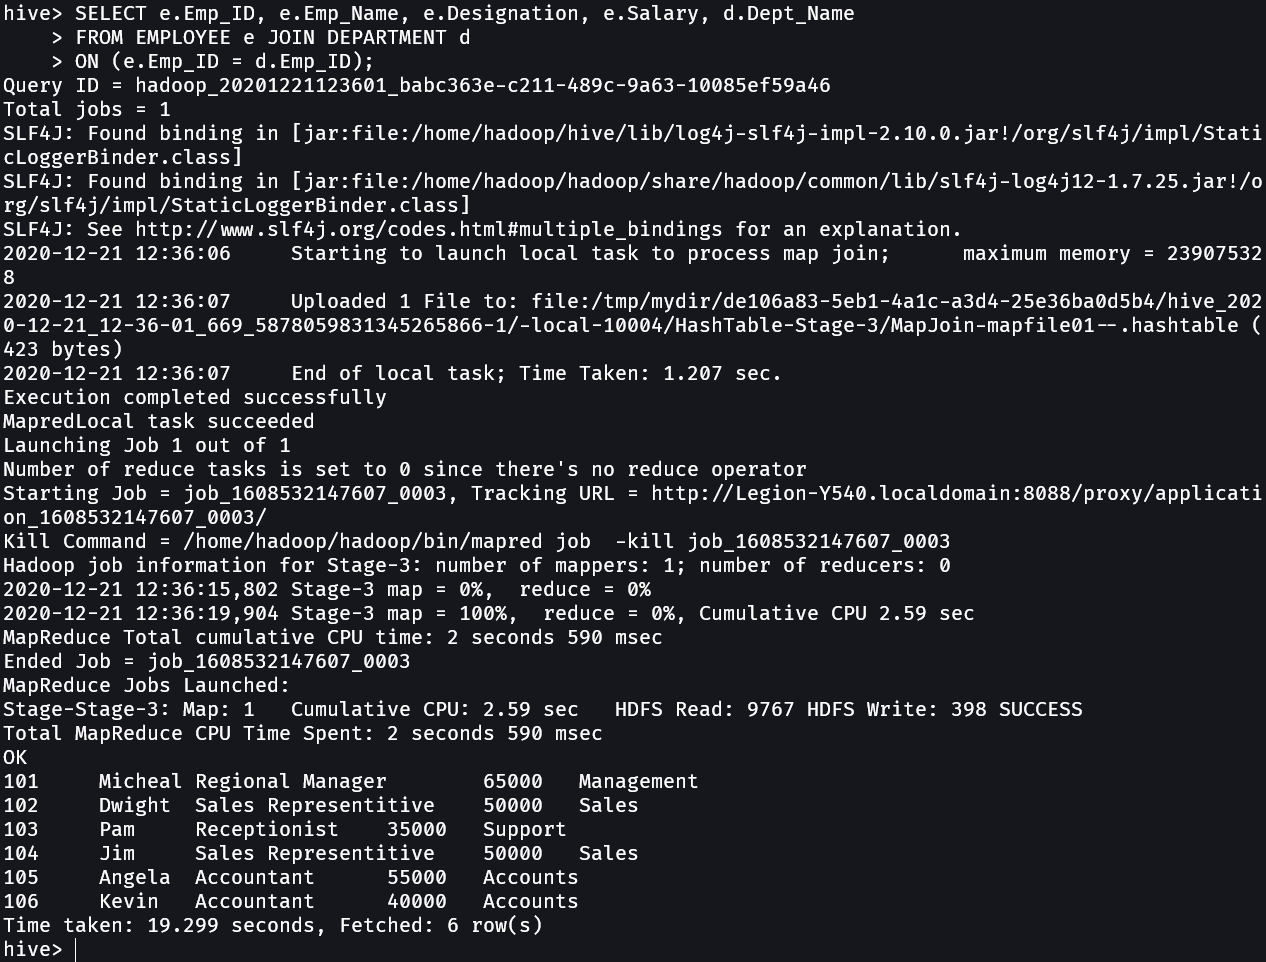 hive> SELECT e.Emp_ID, e.Emp_Name, e.Designation, e.Salary, d.Dept_Name
    > FROM EMPLOYEE e JOIN DEPARTMENT d
    > ON (e.Emp_ID = d.Emp_ID);
Query ID = hadoop_20201221123601_babc363e-c211-489c-9a63-10085ef59a46
Total jobs = 1
SLF4J: Found binding in [jar:file:/home/hadoop/hive/lib/log4j-slf4j-impl-2.10.0.jar!/org/slf4j/impl/Stati
cLoggerBinder.class]
SLF4J: Found binding in [jar:file:/home/hadoop/hadoop/share/hadoop/common/lib/slf4j-log4j12-1.7.25.jar!/o
rg/slf4j/impl/StaticLoggerBinder.class]
SLF4J: See http://www.slf4j.org/codes.html#multiple_bindings for an explanation.
2020-12-21 12:36:06     Starting to launch local task to process map join;      maximum memory = 23907532
8
2020-12-21 12:36:07     Uploaded 1 File to: file:/tmp/mydir/de106a83-5eb1-4a1c-a3d4-25e36ba0d5b4/hive_202
0-12-21_12-36-01_669_5878059831345265866-1/-local-10004/HashTable-Stage-3/MapJoin-mapfile01--.hashtable (
423 bytes)
2020-12-21 12:36:07     End of local task; Time Taken: 1.207 sec.
Execution completed successfully
MapredLocal task succeeded
Launching Job 1 out of 1
Number of reduce tasks is set to 0 since there's no reduce operator
Starting Job = job_1608532147607_0003, Tracking URL = http://Legion-Y540.localdomain:8088/proxy/applicati
on_1608532147607_0003/
Kill Command = /home/hadoop/hadoop/bin/mapred job  -kill job_1608532147607_0003
Hadoop job information for Stage-3: number of mappers: 1; number of reducers: 0
2020-12-21 12:36:15,802 Stage-3 map = 0%,  reduce = 0%
2020-12-21 12:36:19,904 Stage-3 map = 100%,  reduce = 0%, Cumulative CPU 2.59 sec
MapReduce Total cumulative CPU time: 2 seconds 590 msec
Ended Job = job_1608532147607_0003
MapReduce Jobs Launched:
Stage-Stage-3: Map: 1   Cumulative CPU: 2.59 sec   HDFS Read: 9767 HDFS Write: 398 SUCCESS
Total MapReduce CPU Time Spent: 2 seconds 590 msec
OK
101     Micheal Regional Manager        65000   Management
102     Dwight  Sales Representitive    50000   Sales
103     Pam     Receptionist    35000   Support
104     Jim     Sales Representitive    50000   Sales
105     Angela  Accountant      55000   Accounts
106     Kevin   Accountant      40000   Accounts
Time taken: 19.299 seconds, Fetched: 6 row(s)
hive>